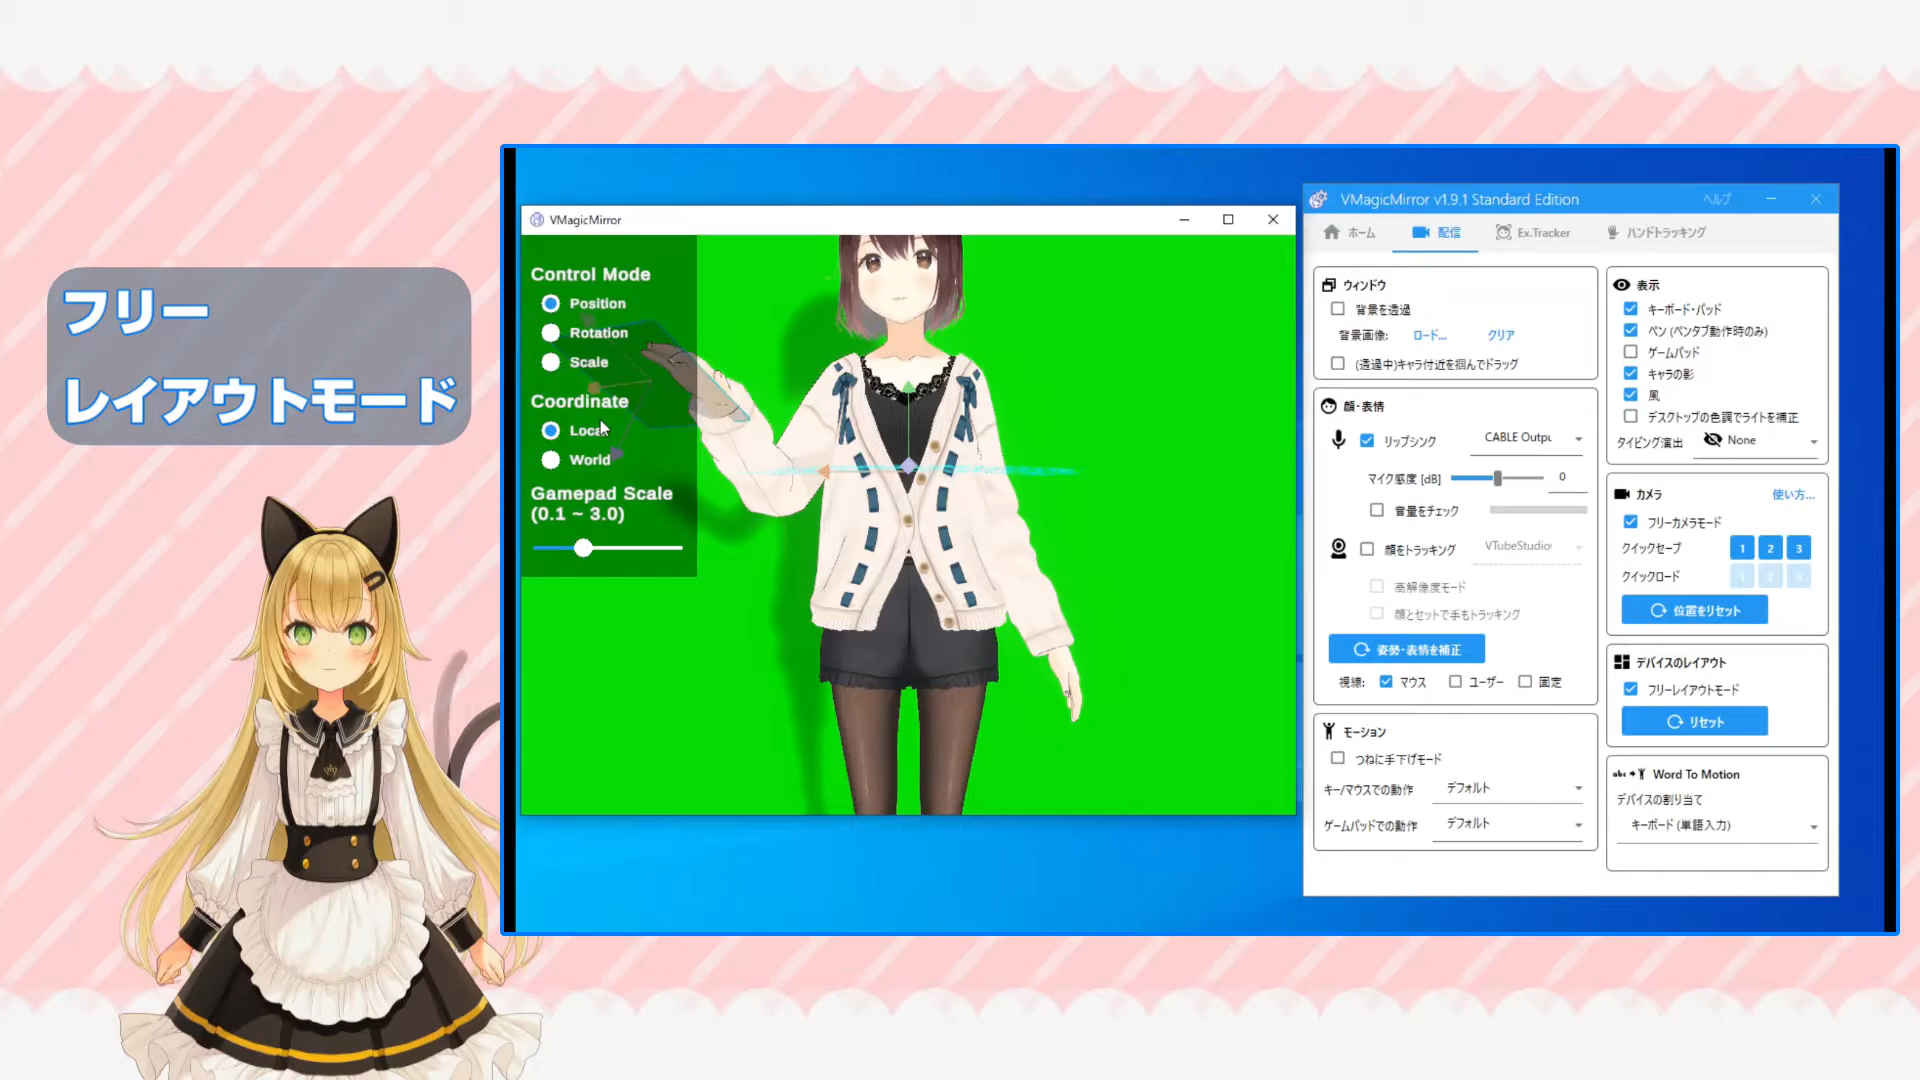 フリー
レイアウトモード
VMagicMirror
Control Mode
Position
Rotation
Scale
Coordinate
Local
World
Gamepad Scale
(0.1 ~ 3.0)
VMagicMirror v1.9.1 Standard Edition
ヘルプ
ホーム
配信
Ex.Tracker
ハンドトラッキング
ウィンドウ
背景を透過
背景画像:
ロード...
クリア
(透過中)キャラ付近を掴んでドラッグ
顔・表情
リップシンク
CABLE Outpu
マイク感度 [dB]
0
音量をチェック
顔をトラッキング
VTubeStudio
高解像度モード
顔とセットで手もトラッキング
姿勢・表情を補正
視線:
マウス
ユーザー
固定
モーション
つねに手下げモード
キー/マウスでの動作
デフォルト
ゲームパッドでの動作
デフォルト
表示
キーボード・パッド
ペン (ペンタブ動作時のみ)
ゲームパッド
キャラの影
風
デスクトップの色調でライトを補正
タイピング演出
None
カメラ
使い方...
フリーカメラモード
クイックセーブ
1
2
3
クイックロード
1
2
位置をリセット
デバイスのレイアウト
フリーレイアウトモード
リセット
abc
Word To Motion
デバイスの割り当て
キーボード (単語入力)